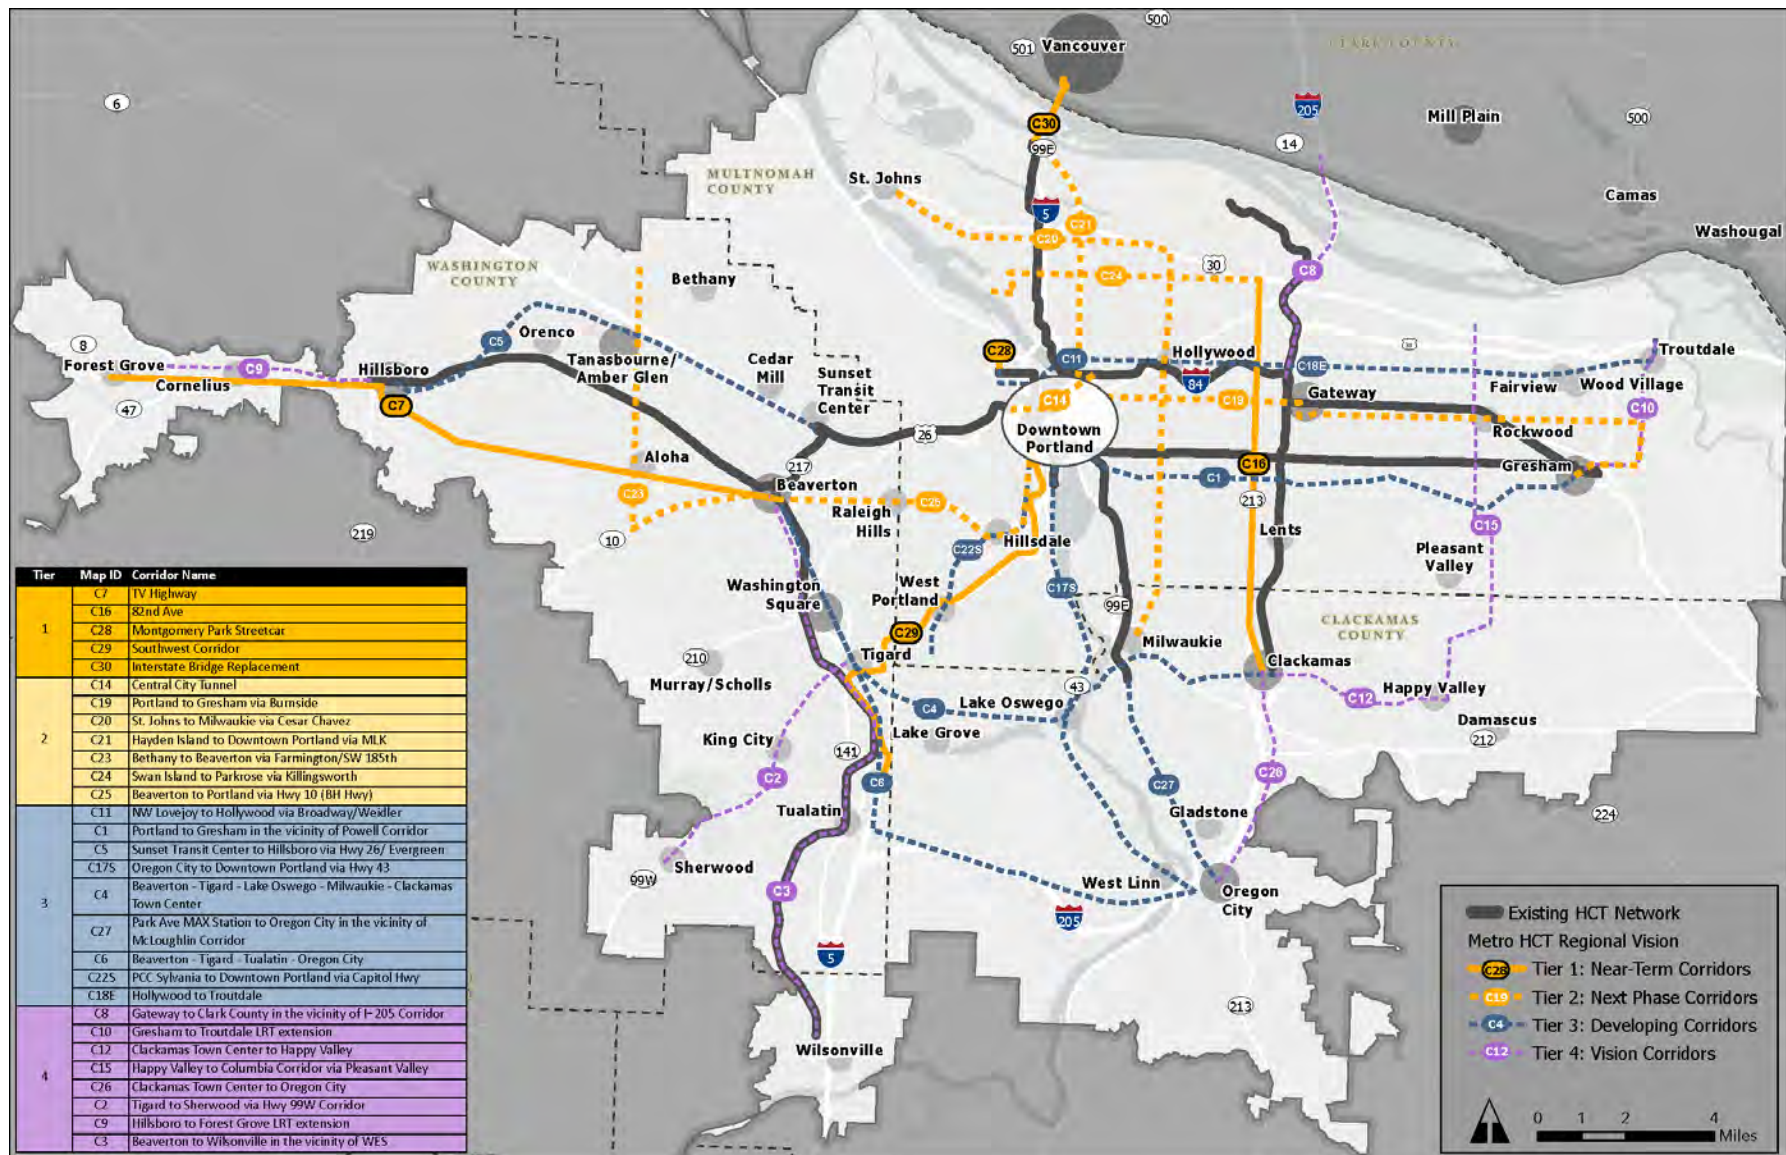 500
501
Vancouver
CLARK COUNTY
205
6
C30
Mill Plain
500
99E
14
MULTNOMAH
COUNTY
St. Johns
Camas
5
C21
C20
Washougal
WASHINGTON
COUNTY
Bethany
C24
30
C8
8
C5
Orenco
Forest Grove
C9
Hillsboro
Tanasbourne/
Amber Glen
Cedar
Mill
Sunset
Transit
Center
C28
C11
Hollywood
C18E
Troutdale
Cornelius
84
Fairview
Wood Village
47
C7
C14
C19
Gateway
C10
Downtown
Portland
26
Rockwood
Aloha
217
C16
Gresham
Beaverton
C1
C23
C25
213
Raleigh
Hills
C15
219
10
Hillsdale
Lents
C22S
Pleasant
Valley
Washington
Square
West
Portland
C17S
99E
CLACKAMAS
COUNTY
C29
Milwaukie
210
Tigard
Clackamas
Murray/Scholls
43
Happy Valley
Lake Oswego
C12
C4
Damascus
King City
Lake Grove
212
141
C2
C6
C27
C26
Tualatin
Gladstone
224
Sherwood
99W
C3
West Linn
Oregon
City
205
5
213
Wilsonville
Tier Map ID Corridor Name
1
C7 TV Highway
C16 82nd Ave
C28 Montgomery Park Streetcar
C29 Southwest Corridor
C30 Interstate Bridge Replacement
2
C14 Central City Tunnel
C19 Portland to Gresham via Burnside
C20 St. Johns to Milwaukie via Cesar Chavez
C21 Hayden Island to Downtown Portland via MLK
C23 Bethany to Beaverton via Farmington/SW 185th
C24 Swan Island to Parkrose via Killingsworth
C25 Beaverton to Portland via Hwy 10 (BH Hwy)
3
C11 NW Lovejoy to Hollywood via Broadway/Weidler
C1 Portland to Gresham in the vicinity of Powell Corridor
C5 Sunset Transit Center to Hillsboro via Hwy 26/ Evergreen
C17S Oregon City to Downtown Portland via Hwy 43
C4 Beaverton - Tigard - Lake Oswego - Milwaukie - Clackamas
Town Center
C27 Park Ave MAX Station to Oregon City in the vicinity of
McLoughlin Corridor
C6 Beaverton - Tigard - Tualatin - Oregon City
C22S PCC Sylvania to Downtown Portland via Capitol Hwy
C18E Hollywood to Troutdale
4
C8 Gateway to Clark County in the vicinity of I-205 Corridor
C10 Gresham to Troutdale LRT extension
C12 Clackamas Town Center to Happy Valley
C15 Happy Valley to Columbia Corridor via Pleasant Valley
C26 Clackamas Town Center to Oregon City
C2 Tigard to Sherwood via Hwy 99W Corridor
C9 Hillsboro to Forest Grove LRT extension
C3 Beaverton to Wilsonville in the vicinity of WES
Existing HCT Network
Metro HCT Regional Vision
C28 Tier 1: Near-Term Corridors
C19 Tier 2: Next Phase Corridors
C4 Tier 3: Developing Corridors
C12 Tier 4: Vision Corridors
0 1 2 4
Miles